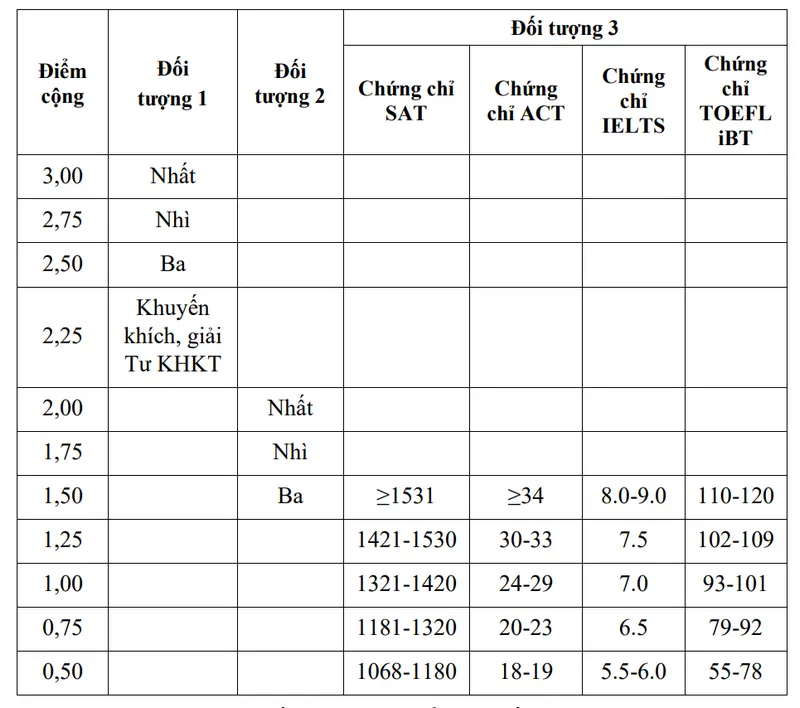 Điểm cộng
Đối tượng 1
Đối tượng 2
Đối tượng 3
Chứng chỉ SAT
Chứng chỉ ACT
Chứng chỉ IELTS
Chứng chỉ TOEFL iBT
3,00 Nhất
2,75 Nhì
2,50 Ba
2,25 Khuyến khích, giải Tư KHKT
2,00 Nhất
1,75 Nhì
1,50 Ba ≥1531 ≥34 8.0-9.0 110-120
1,25 1421-1530 30-33 7.5 102-109
1,00 1321-1420 24-29 7.0 93-101
0,75 1181-1320 20-23 6.5 79-92
0,50 1068-1180 18-19 5.5-6.0 55-78